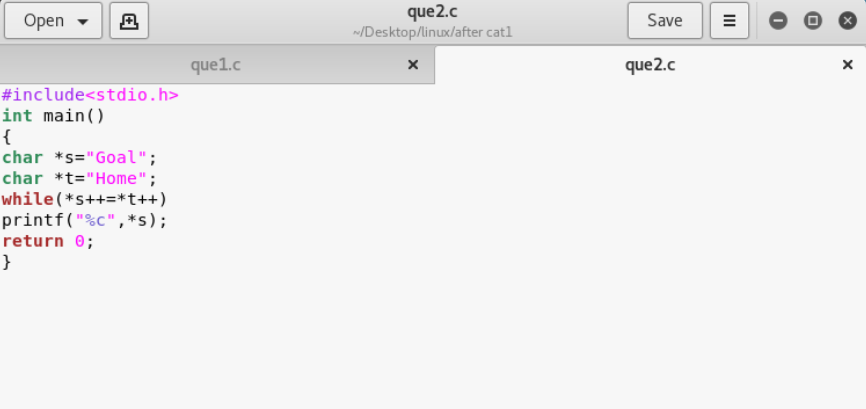 Open
que2.c
~/Desktop/linux/after cat1
Save
que1.c
que2.c
#include<stdio.h>
int main()
{
char *s="Goal";
char *t="Home";
while(*s++=*t++)
printf("%c",*s);
return 0;
}